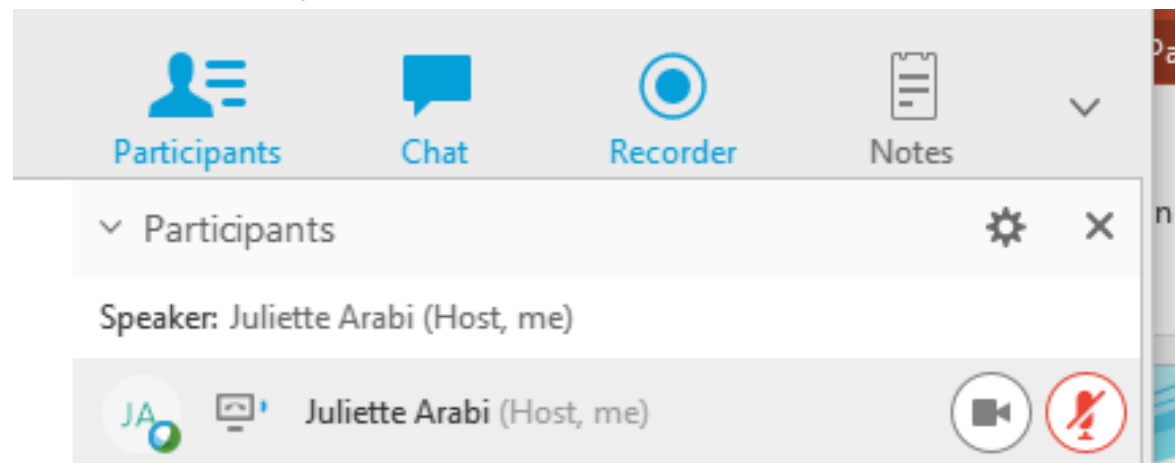 Participants Chat Recorder Notes
Participants
Speaker: Juliette Arabi (Host, me)
JA Juliette Arabi (Host, me)